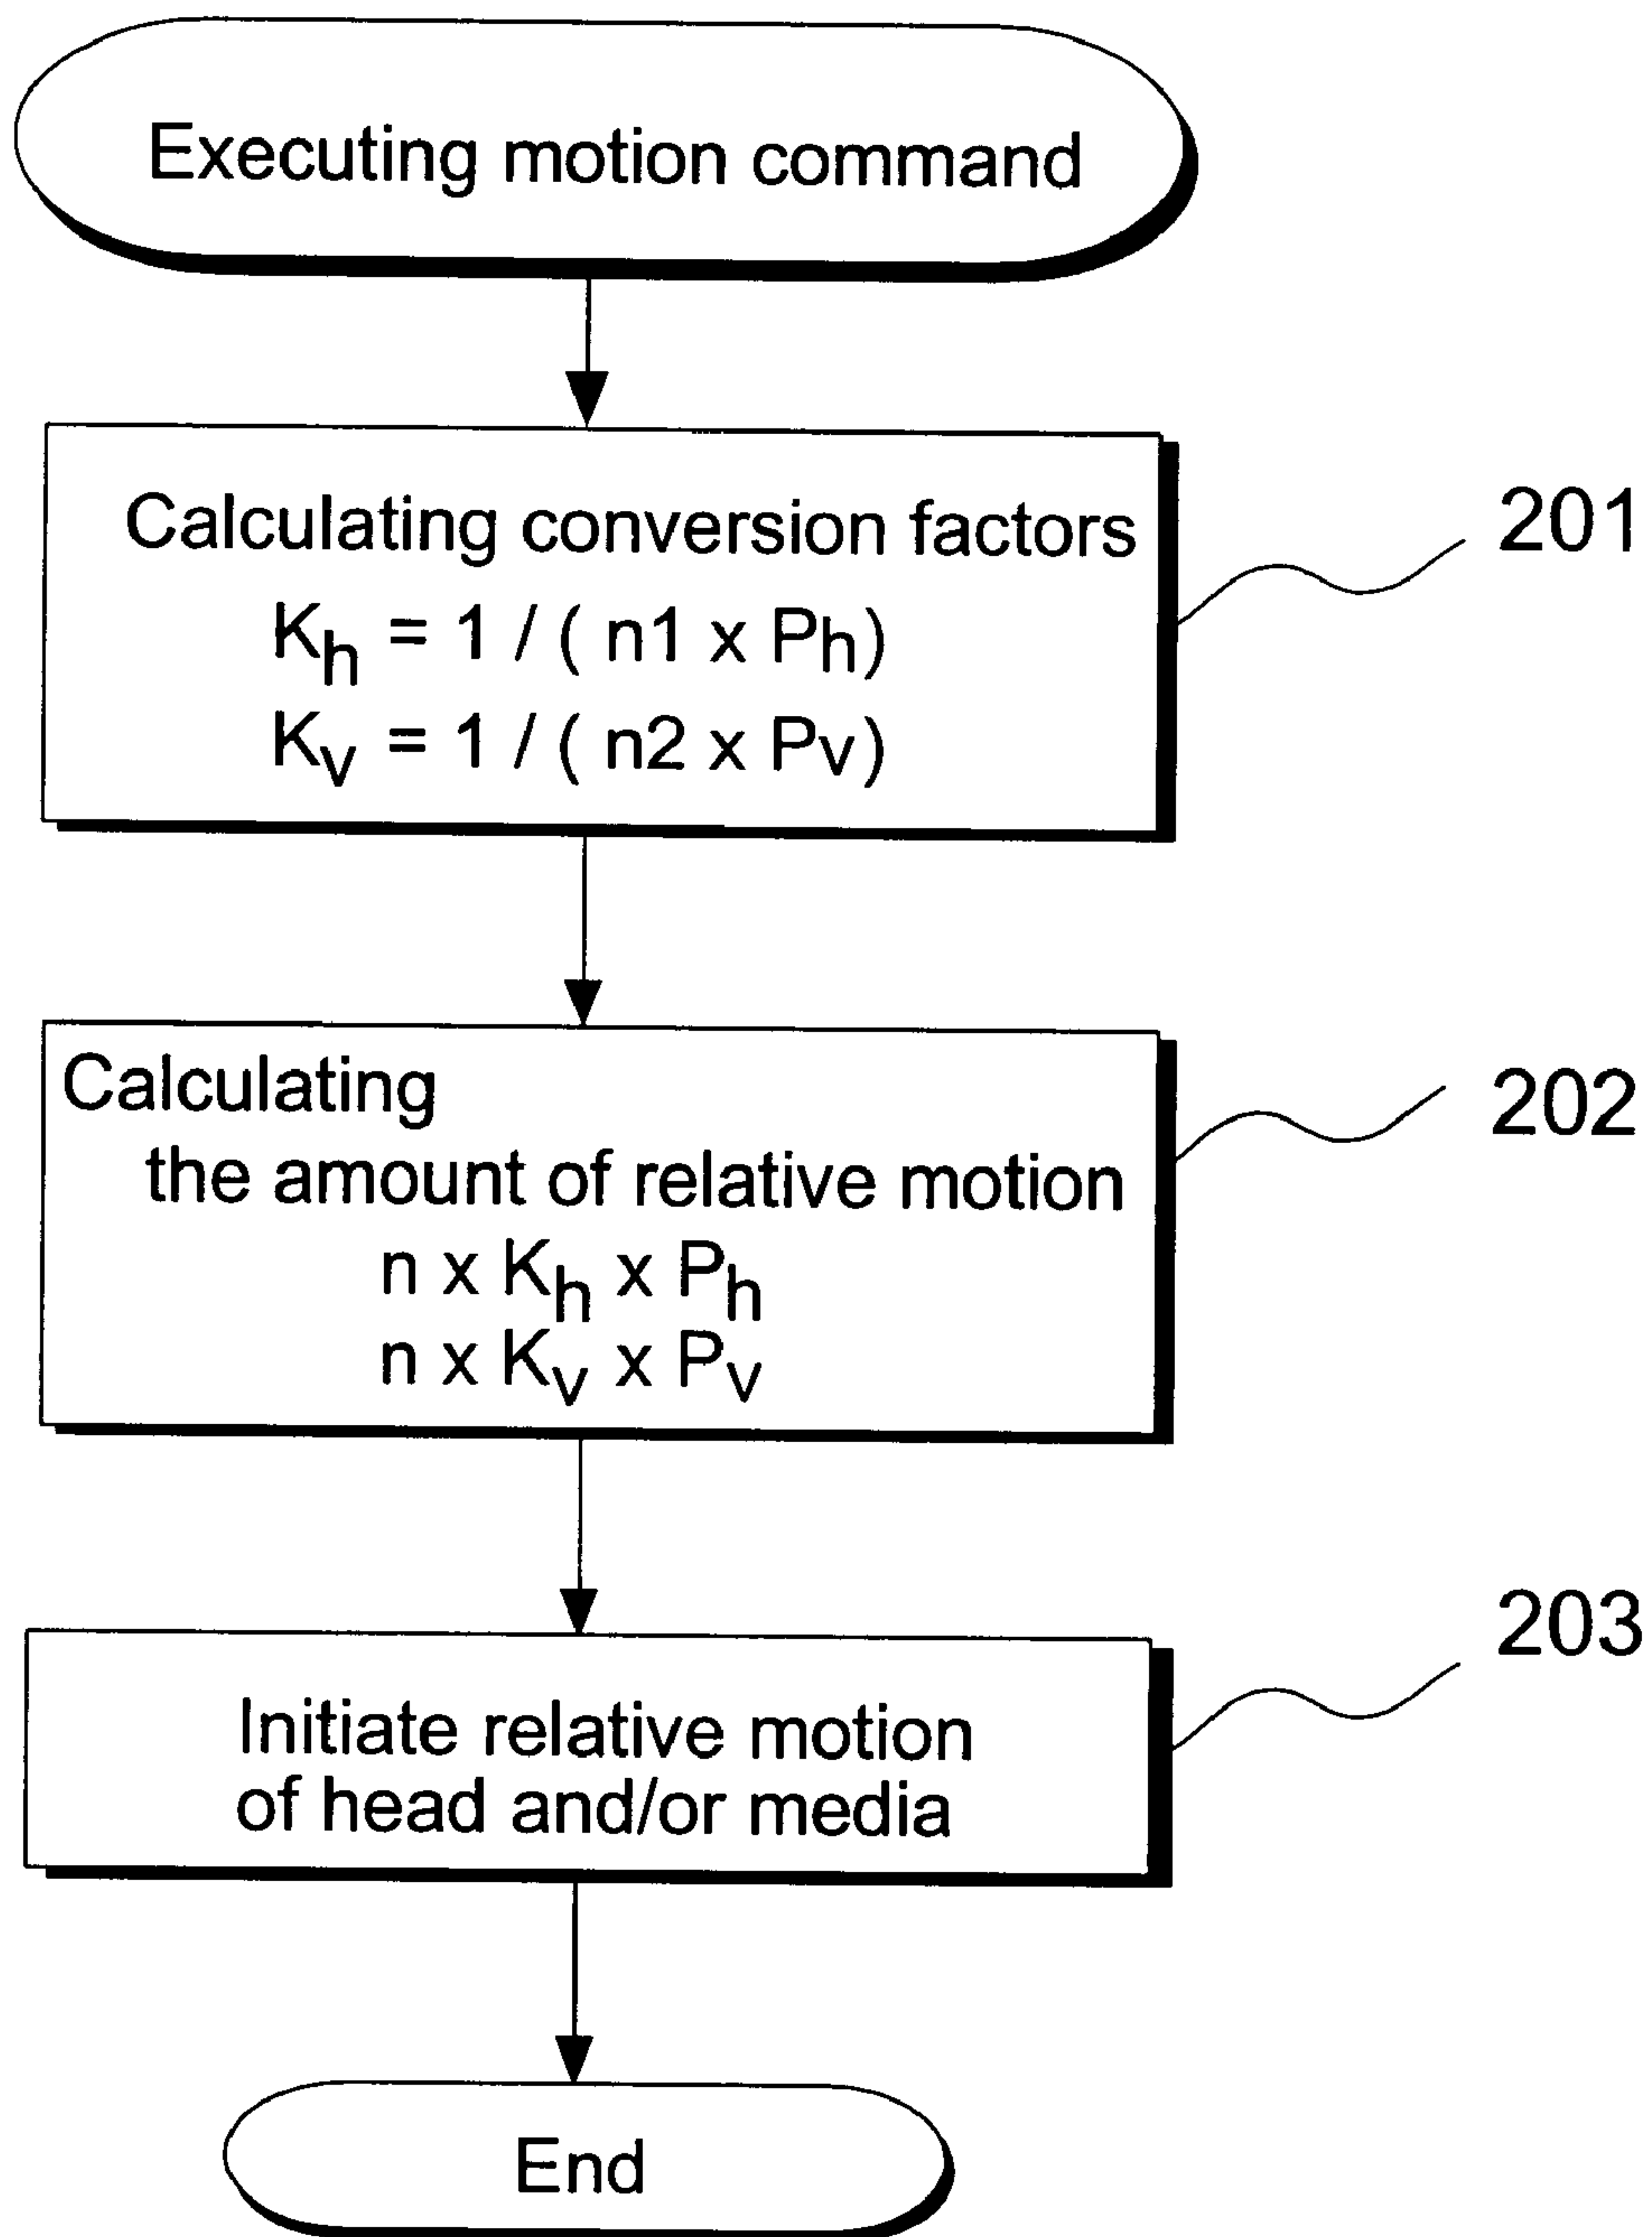 Executing motion command
Calculating conversion factors
Kh = 1 / ( n1 x Ph)
Kv = 1 / ( n2 x Pv)
201
Calculating
the amount of relative motion
n x Kh x Ph
n x Kv x Pv
202
Initiate relative motion
of head and/or media
203
End